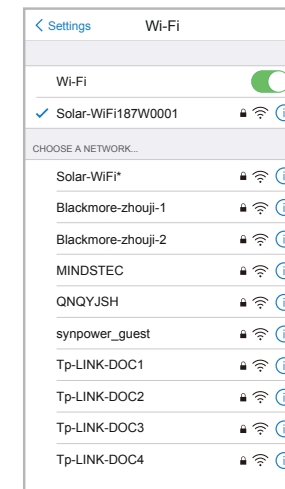 Settings Wi-Fi
Wi-Fi
Solar-WiFi187W0001
CHOOSE A NETWORK...
Solar-WiFi*
Blackmore-zhouji-1
Blackmore-zhouji-2
MINDSTEC
QNQYJSH
synpower_guest
Tp-LINK-DOC1
Tp-LINK-DOC2
Tp-LINK-DOC3
Tp-LINK-DOC4